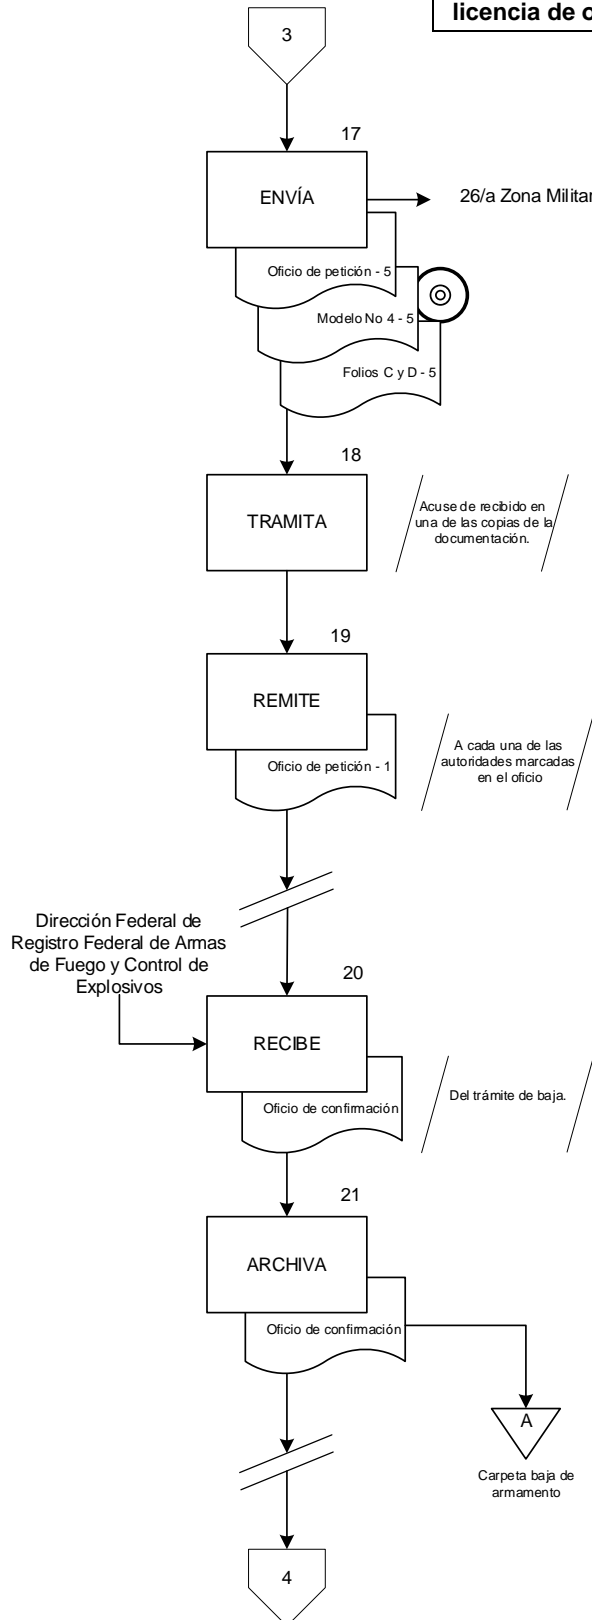 licencia de
3
17
ENVÍA
26/a Zona Militar
Oficio de petición - 5
Modelo No 4 - 5
Folios C y D - 5
18
TRAMITA
Acuse de recibido en
una de las copias de la
documentación.
19
REMITE
Oficio de petición - 1
A cada una de las
autoridades marcadas
en el oficio
Dirección Federal de
Registro Federal de Armas
de Fuego y Control de
Explosivos
20
RECIBE
Oficio de confirmación
Del trámite de baja.
21
ARCHIVA
Oficio de confirmación
A
Carpeta baja de
armamento
4